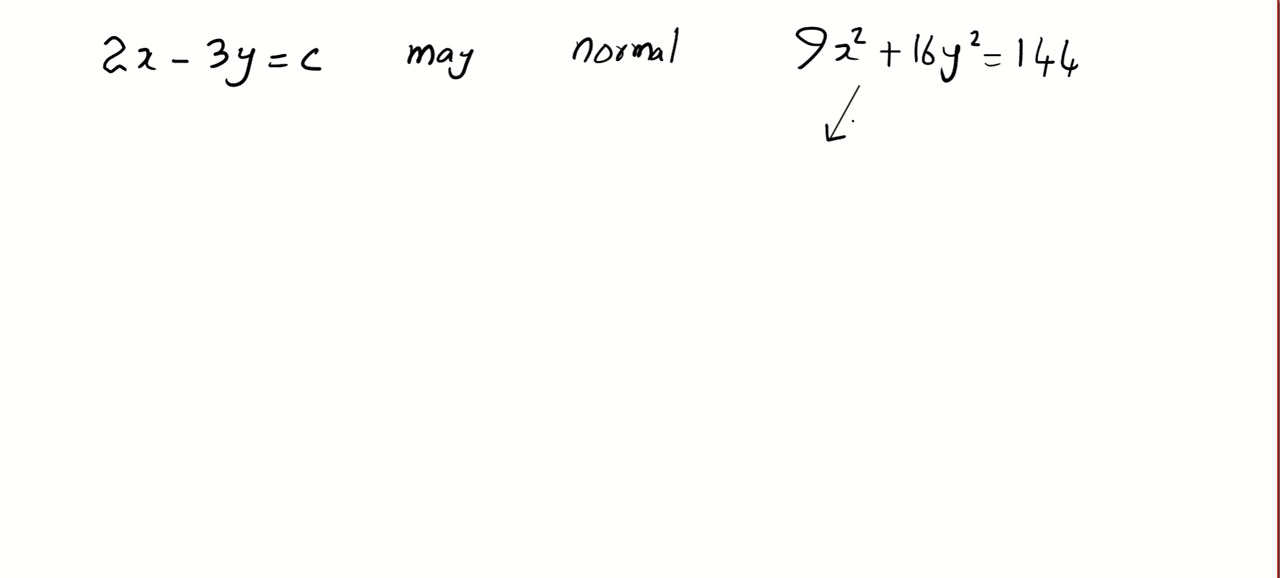 2x - 3y = c may normal 9x² + 16y² = 144